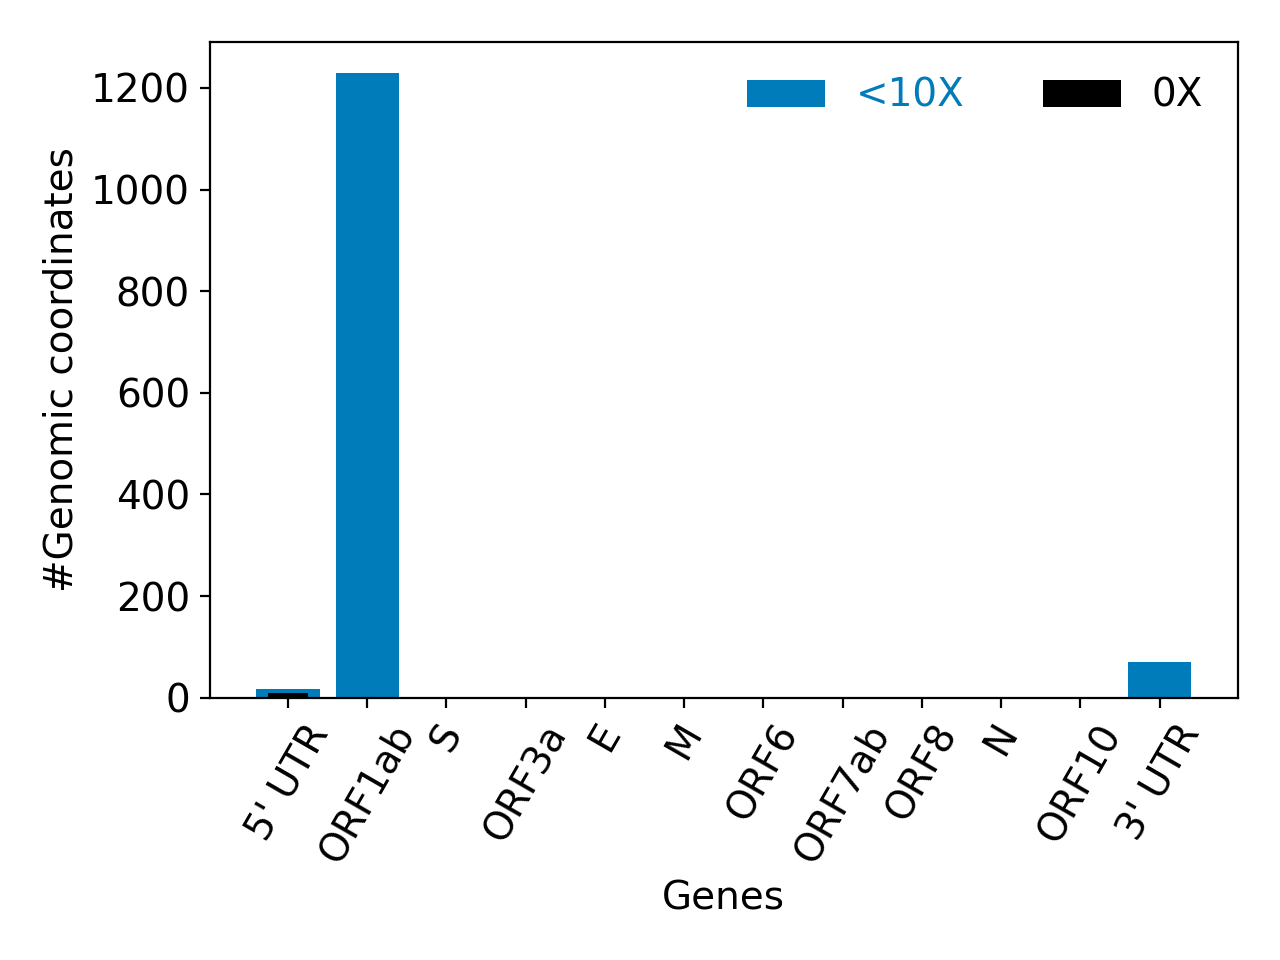 <10X 0X
1200
1000
800
600
400
200
0
#Genomic coordinates
5' UTR
ORF1ab
S
ORF3a
E
M
ORF6
ORF7ab
ORF8
N
ORF10
3' UTR
Genes